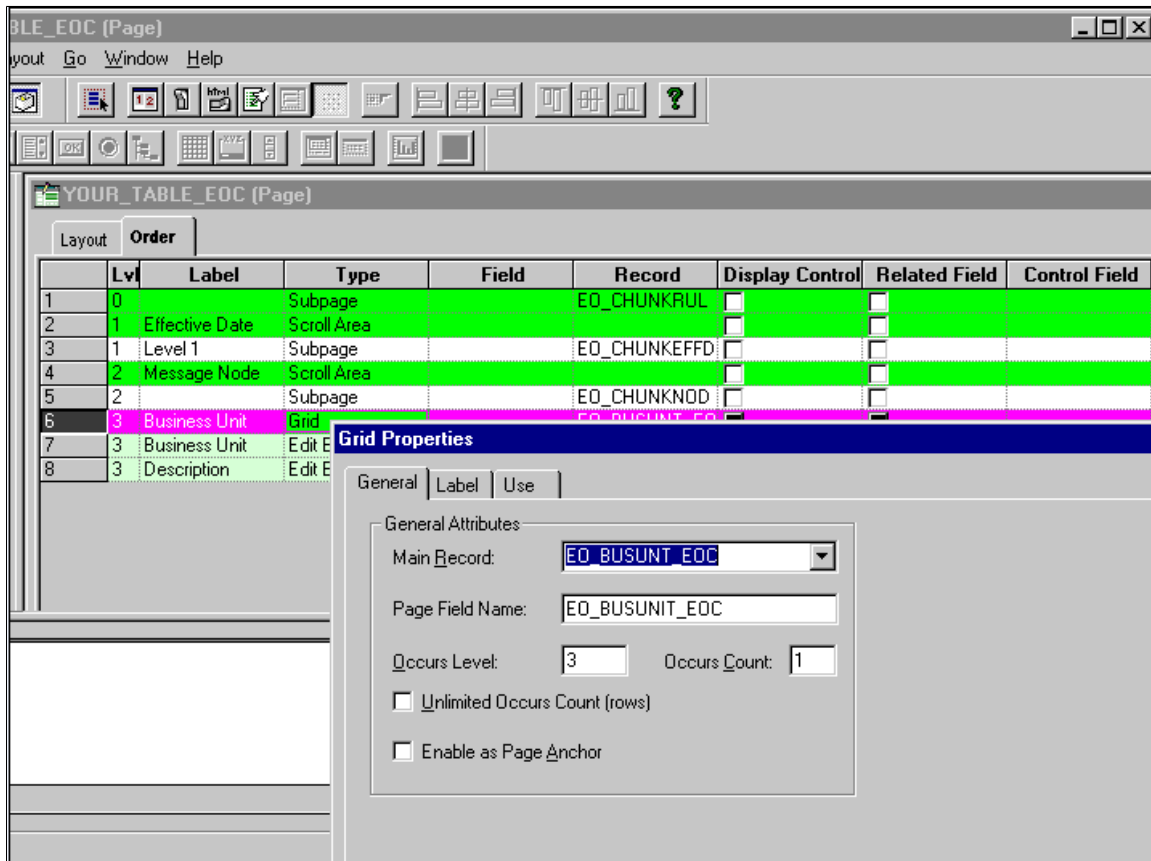 BLE_EOC (Page)
yout Go Window Help
YOUR_TABLE_EOC (Page)
Layout Order
Lvl Label Type Field Record Display Control Related Field Control Field
1 0 Subpage EO_CHUNKRUL
2 1 Effective Date Scroll Area
3 1 Level 1 Subpage EO_CHUNKEFFD
4 2 Message Node Scroll Area
5 2 Subpage EO_CHUNKNOD
6 3 Business Unit Grid EO_BUSUNT_EO
7 3 Business Unit Edit E
8 3 Description Edit E
Grid Properties
General Label Use
General Attributes
Main Record: EO_BUSUNT_EOC
Page Field Name: EO_BUSUNIT_EOC
Occurs Level: 3 Occurs Count: 1
Unlimited Occurs Count (rows)
Enable as Page Anchor